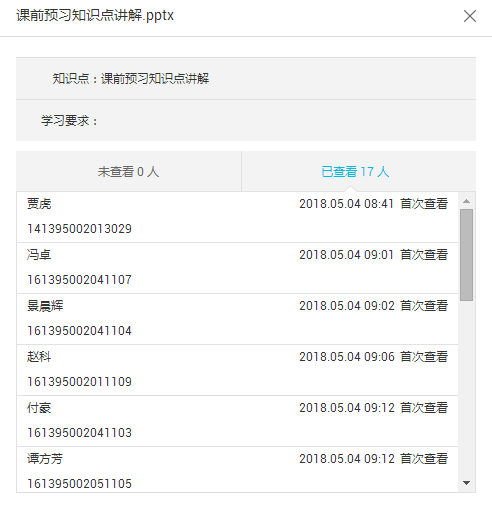 课前预习知识点讲解.pptx
知识点：课前预习知识点讲解
学习要求：
未查看 0 人 已查看 17 人
贾虎 2018.05.04 08:41 首次查看
141395002013029
冯卓 2018.05.04 09:01 首次查看
161395002041107
景晨辉 2018.05.04 09:02 首次查看
161395002041104
赵科 2018.05.04 09:06 首次查看
161395002011109
付豪 2018.05.04 09:12 首次查看
161395002041103
谭方芳 2018.05.04 09:12 首次查看
161395002051105